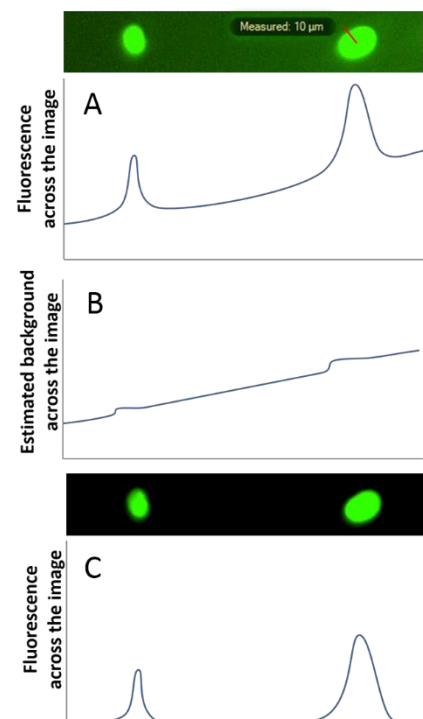 Measured: 10 µm
A
Fluorescence
across the image
B
Estimated background
across the image
C
Fluorescence
across the image